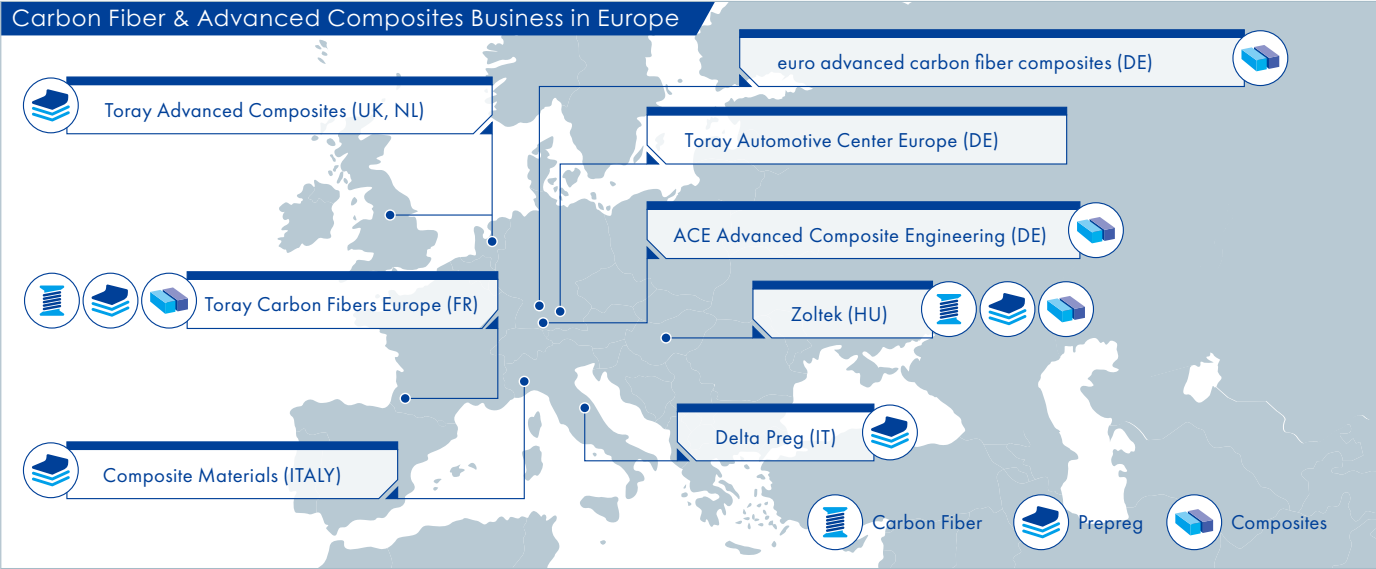 Carbon Fiber & Advanced Composites Business in Europe
euro advanced carbon fiber composites (DE)
Toray Advanced Composites (UK, NL)
Toray Automotive Center Europe (DE)
ACE Advanced Composite Engineering (DE)
Toray Carbon Fibers Europe (FR)
Zoltek (HU)
Delta Preg (IT)
Composite Materials (ITALY)
Carbon Fiber
Prepreg
Composites